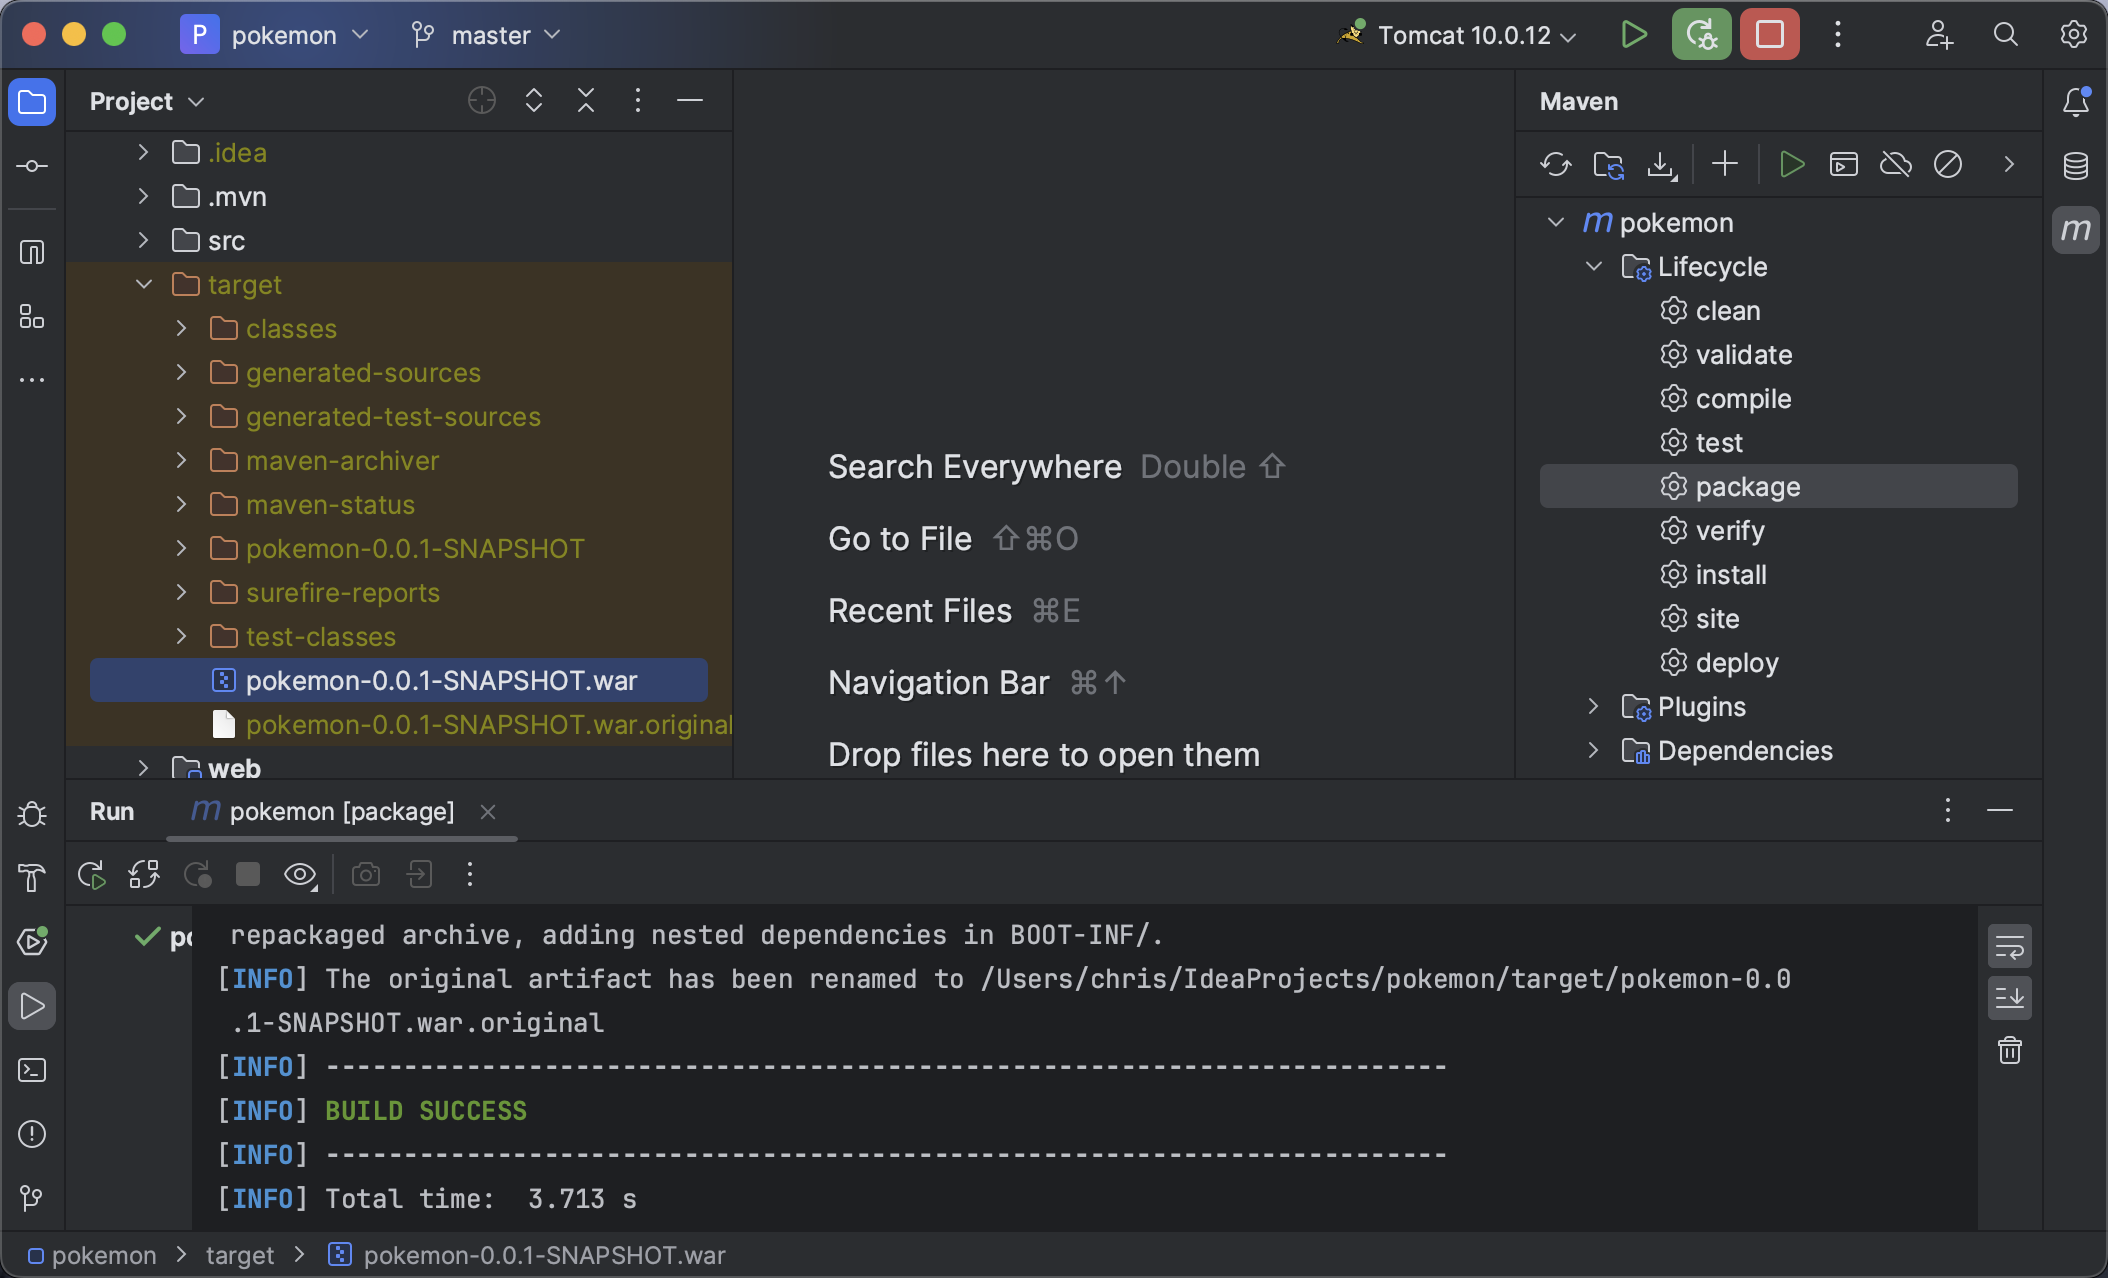 P pokemon master Tomcat 10.0.12
Project
.idea
.mvn
src
target
classes
generated-sources
generated-test-sources
maven-archiver
maven-status
pokemon-0.0.1-SNAPSHOT
surefire-reports
test-classes
pokemon-0.0.1-SNAPSHOT.war
pokemon-0.0.1-SNAPSHOT.war.original
web
Search Everywhere Double ⇧
Go to File ⇧⌘O
Recent Files ⌘E
Navigation Bar ⌘↑
Drop files here to open them
Maven
m pokemon
Lifecycle
clean
validate
compile
test
package
verify
install
site
deploy
Plugins
Dependencies
m
Run m pokemon [package]
repackaged archive, adding nested dependencies in BOOT-INF/.
[INFO] The original artifact has been renamed to /Users/chris/IdeaProjects/pokemon/target/pokemon-0.0
.1-SNAPSHOT.war.original
[INFO] ------------------------------------------------------------------------
[INFO] BUILD SUCCESS
[INFO] ------------------------------------------------------------------------
[INFO] Total time:  3.713 s
pokemon > target > pokemon-0.0.1-SNAPSHOT.war